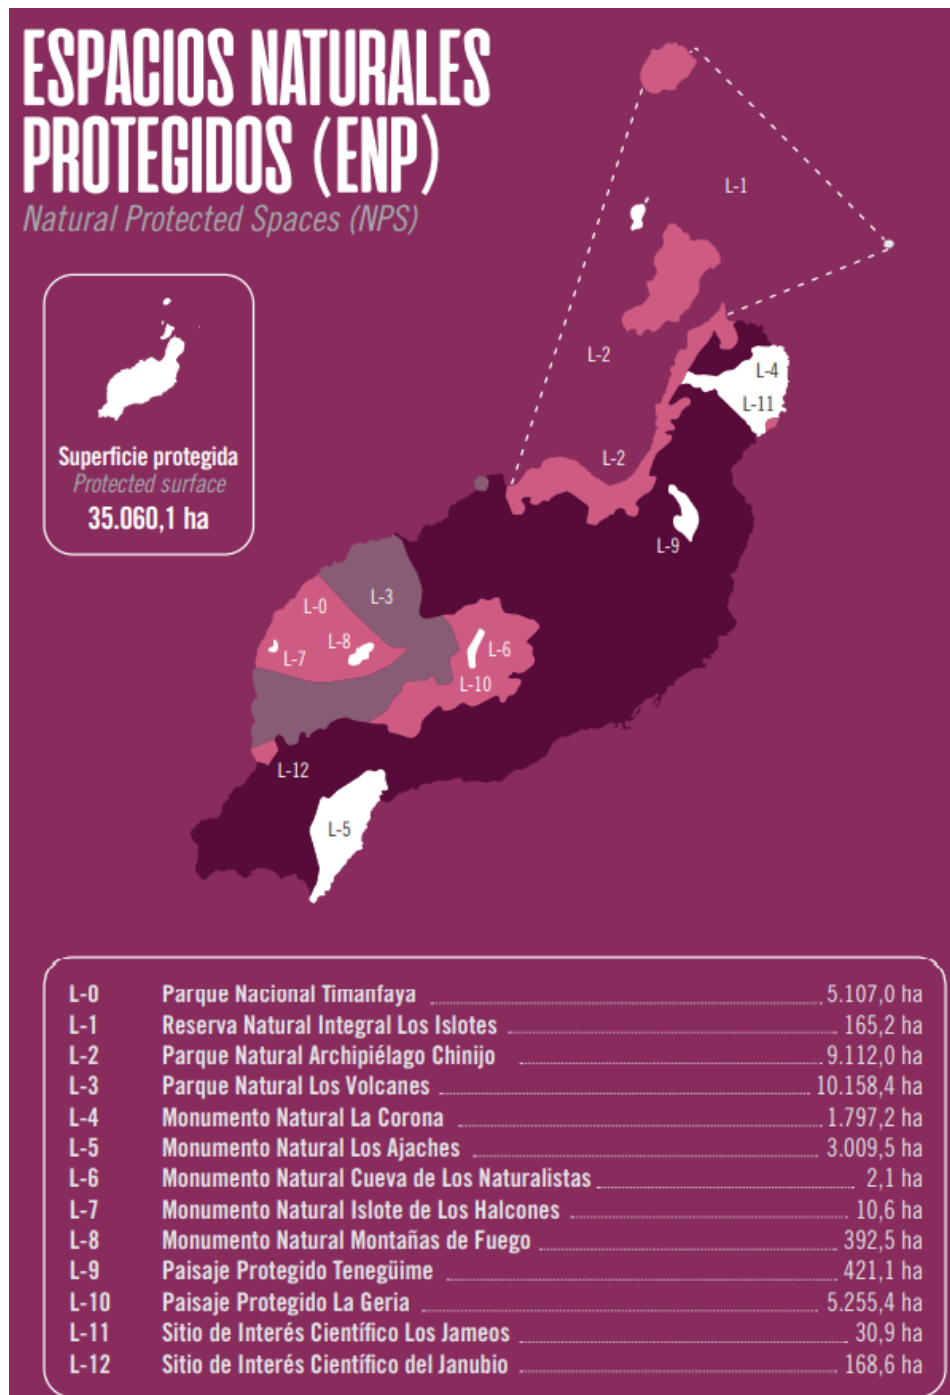 ESPACIOS NATURALES
PROTEGIDOS (ENP)
Natural Protected Spaces (NPS)
Superficie protegida
Protected surface
35.060,1 ha
L-1
L-2
L-4
L-11
L-2
L-9
L-3
L-0
L-8
L-7
L-6
L-10
L-12
L-5
L-0 Parque Nacional Timanfaya 5.107,0 ha
L-1 Reserva Natural Integral Los Islotes 165,2 ha
L-2 Parque Natural Archipiélago Chinijo 9.112,0 ha
L-3 Parque Natural Los Volcanes 10.158,4 ha
L-4 Monumento Natural La Corona 1.797,2 ha
L-5 Monumento Natural Los Ajaches 3.009,5 ha
L-6 Monumento Natural Cueva de Los Naturalistas 2,1 ha
L-7 Monumento Natural Islote de Los Halcones 10,6 ha
L-8 Monumento Natural Montañas de Fuego 392,5 ha
L-9 Paisaje Protegido Tenegüime 421,1 ha
L-10 Paisaje Protegido La Geria 5.255,4 ha
L-11 Sitio de Interés Científico Los Jameos 30,9 ha
L-12 Sitio de Interés Científico del Janubio 168,6 ha